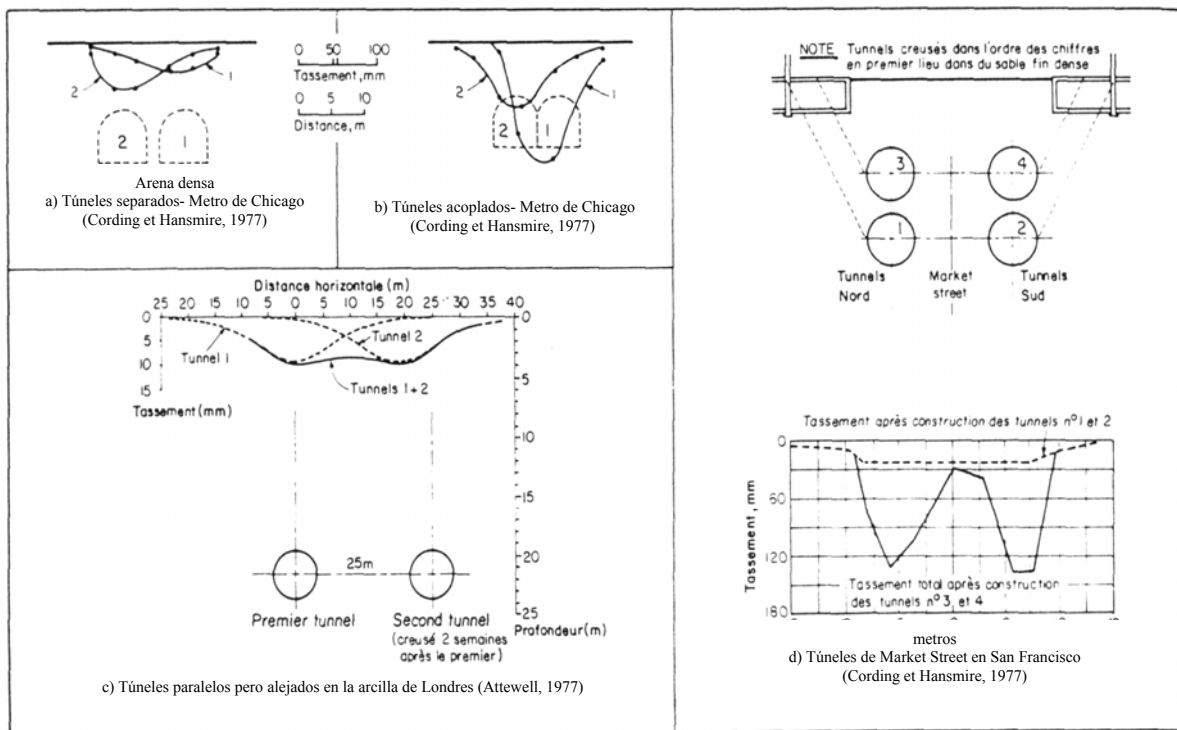 0 50 100
Tassement, mm
0 5 10
Distance, m
2
1
2
1
Arena densa
a) Túneles separados- Metro de Chicago
(Cording et Hansmire, 1977)
2
1
2
1
b) Túneles acoplados- Metro de Chicago
(Cording et Hansmire, 1977)
Distance horizontale (m)
25 20 15 10 5 0 5 10 15 20 25 30 35 40
0
5
10
15
Tassement (mm)
Tunnel 1
Tunnel 2
Tunnels 1+2
0
5
10
15
20
25
Profondeur (m)
25m
Premier tunnel
Second tunnel
(creusé 2 semaines
après le premier)
c) Túneles paralelos pero alejados en la arcilla de Londres (Attewell, 1977)
NOTE Tunnels creusés dans l'ordre des chiffres
en premier lieu dans du sable fin dense
3
4
1
2
Tunnels
Nord
Market
street
Tunnels
Sud
Tassement après construction des tunnels n°1 et 2
0
60
120
180
Tassement, mm
Tassement total après construction
des tunnels n°3, et 4
metros
d) Túneles de Market Street en San Francisco
(Cording et Hansmire, 1977)